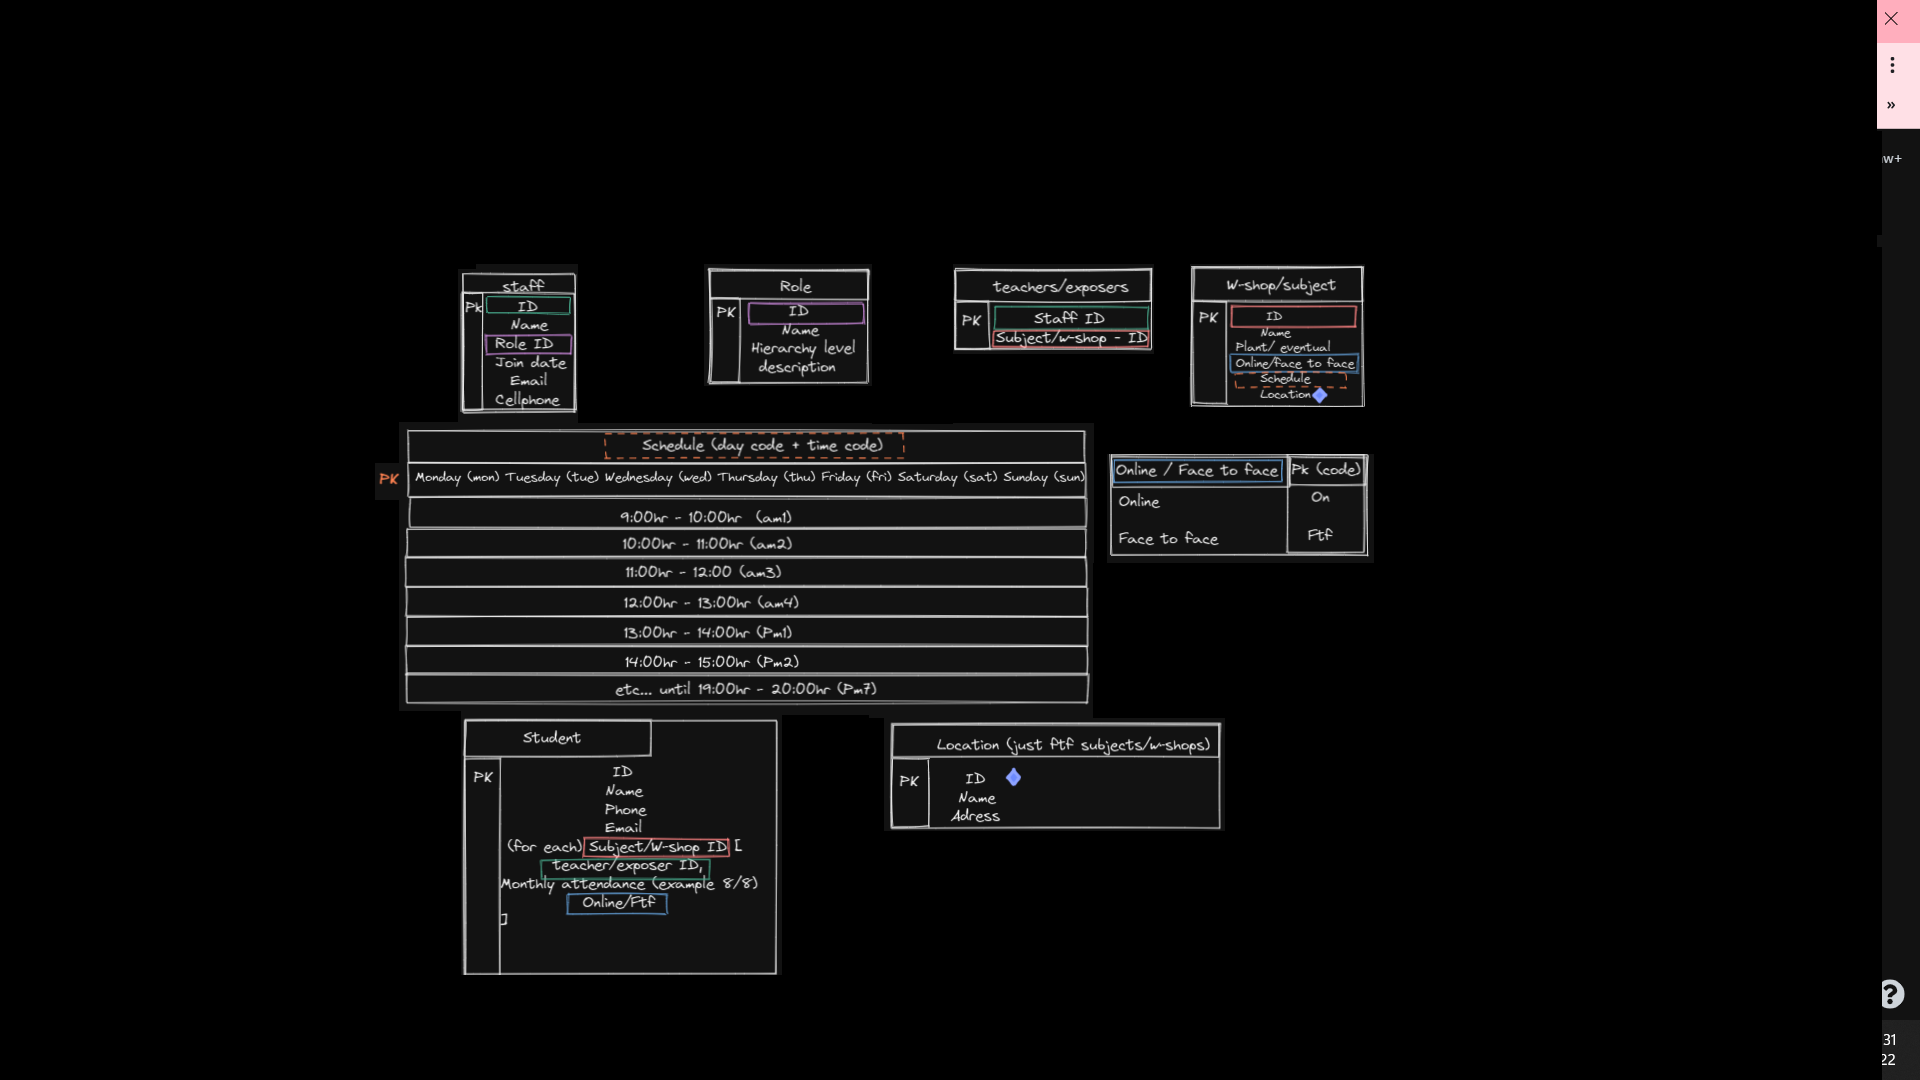 staff
PK
ID
Name
Role ID
Join date
Email
Cellphone
Role
PK
ID
Name
Hierarchy level
description
teachers/exposers
PK
Staff ID
Subject/w-shop - ID
W-shop/subject
PK
ID
Name
Plant/ eventual
Online/face to face
Schedule
Location
Schedule (day code + time code)
PK
Monday (mon) Tuesday (tue) Wednesday (wed) Thursday (thu) Friday (fri) Saturday (sat) Sunday (sun)
9:00hr - 10:00hr (am1)
10:00hr - 11:00hr (am2)
11:00hr - 12:00 (am3)
12:00hr - 13:00hr (am4)
13:00hr - 14:00hr (Pm1)
14:00hr - 15:00hr (Pm2)
etc... until 19:00hr - 20:00hr (Pm7)
Online / Face to face
Pk (code)
Online
On
Face to face
Ftf
Student
PK
ID
Name
Phone
Email
(for each) Subject/W-shop ID [
teacher/exposer ID,
Monthly attendance (example 8/8)
Online/Ftf
]
Location (just ftf subjects/w-shops)
PK
ID
Name
Adress
w+
31
22